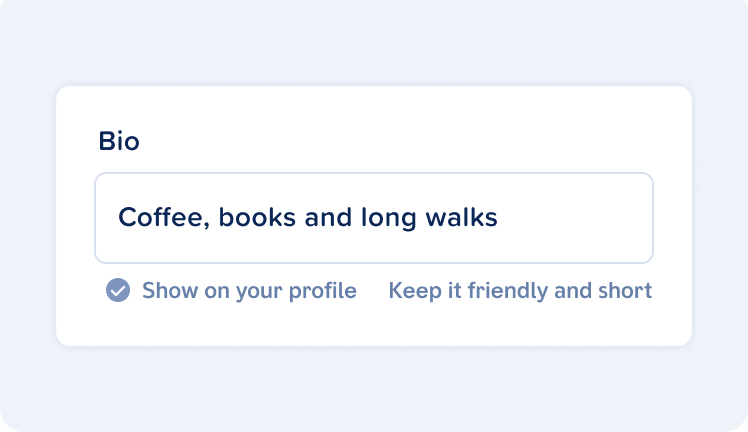 Bio
Coffee, books and long walks
Show on your profile Keep it friendly and short